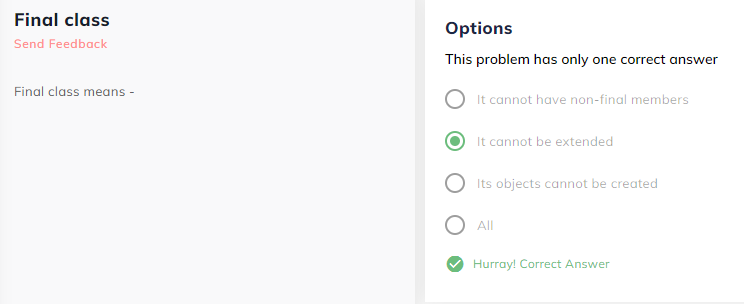 Final class
Send Feedback
Final class means -
Options
This problem has only one correct answer
It cannot have non-final members
It cannot be extended
Its objects cannot be created
All
Hurray! Correct Answer